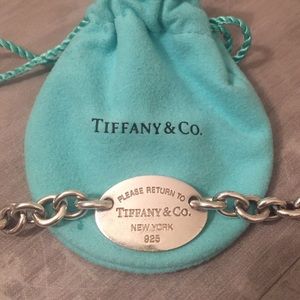 TIFFANY & CO.
PLEASE RETURN TO
TIFFANY & CO.
NEW YORK
925